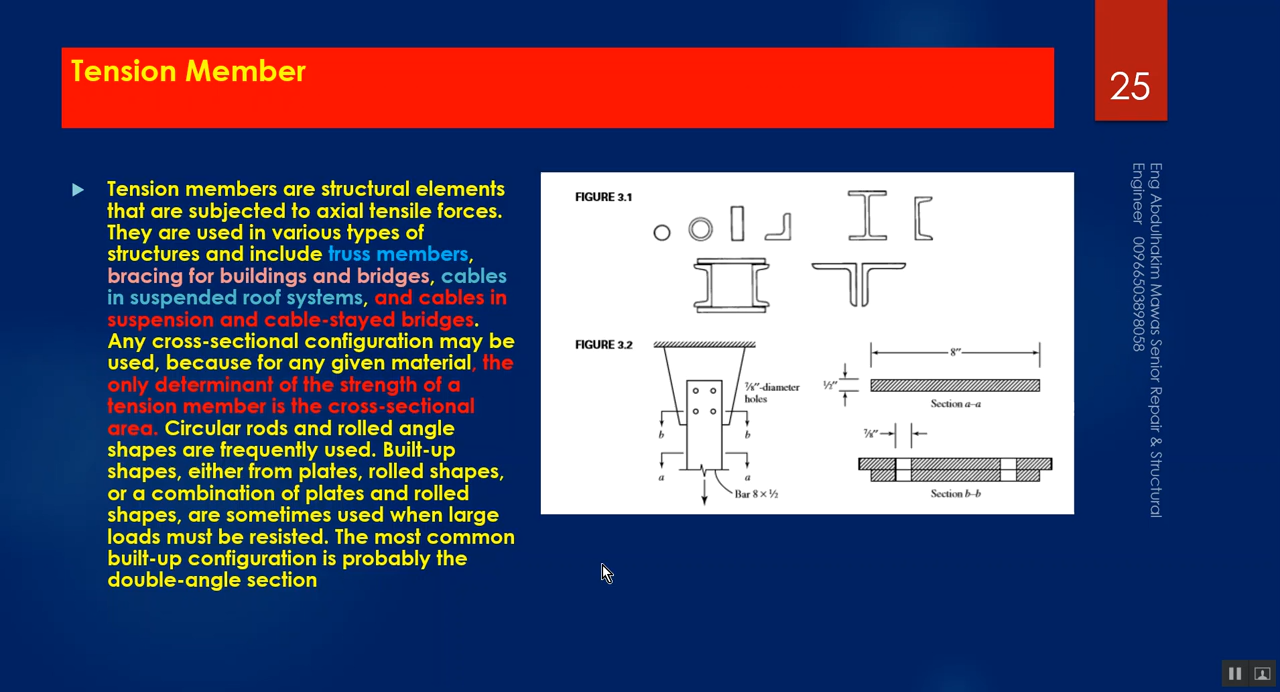 Tension Member
25
Tension members are structural elements
that are subjected to axial tensile forces.
They are used in various types of
structures and include truss members,
bracing for buildings and bridges, cables
in suspended roof systems, and cables in
suspension and cable-stayed bridges.
Any cross-sectional configuration may be
used, because for any given material, the
only determinant of the strength of a
tension member is the cross-sectional
area. Circular rods and rolled angle
shapes are frequently used. Built-up
shapes, either from plates, rolled shapes,
or a combination of plates and rolled
shapes, are sometimes used when large
loads must be resisted. The most common
built-up configuration is probably the
double-angle section
FIGURE 3.1
FIGURE 3.2
7/8"-diameter
holes
b
b
a
a
Bar 8 × 1/2
8"
1/2"
Section a–a
7/8"
Section b–b
Eng Abdulhakim Mawas Senior Repair & Structural
Engineer 00966503898058